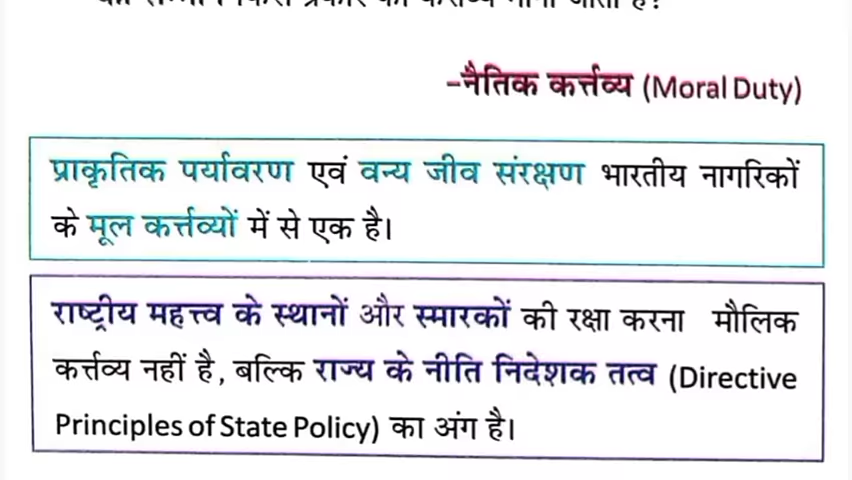 –नैतिक कर्त्तव्य (Moral Duty)
प्राकृतिक पर्यावरण एवं वन्य जीव संरक्षण भारतीय नागरिकों
के मूल कर्त्तव्यों में से एक है।
राष्ट्रीय महत्त्व के स्थानों और स्मारकों की रक्षा करना मौलिक
कर्त्तव्य नहीं है, बल्कि राज्य के नीति निदेशक तत्व (Directive
Principles of State Policy) का अंग है।